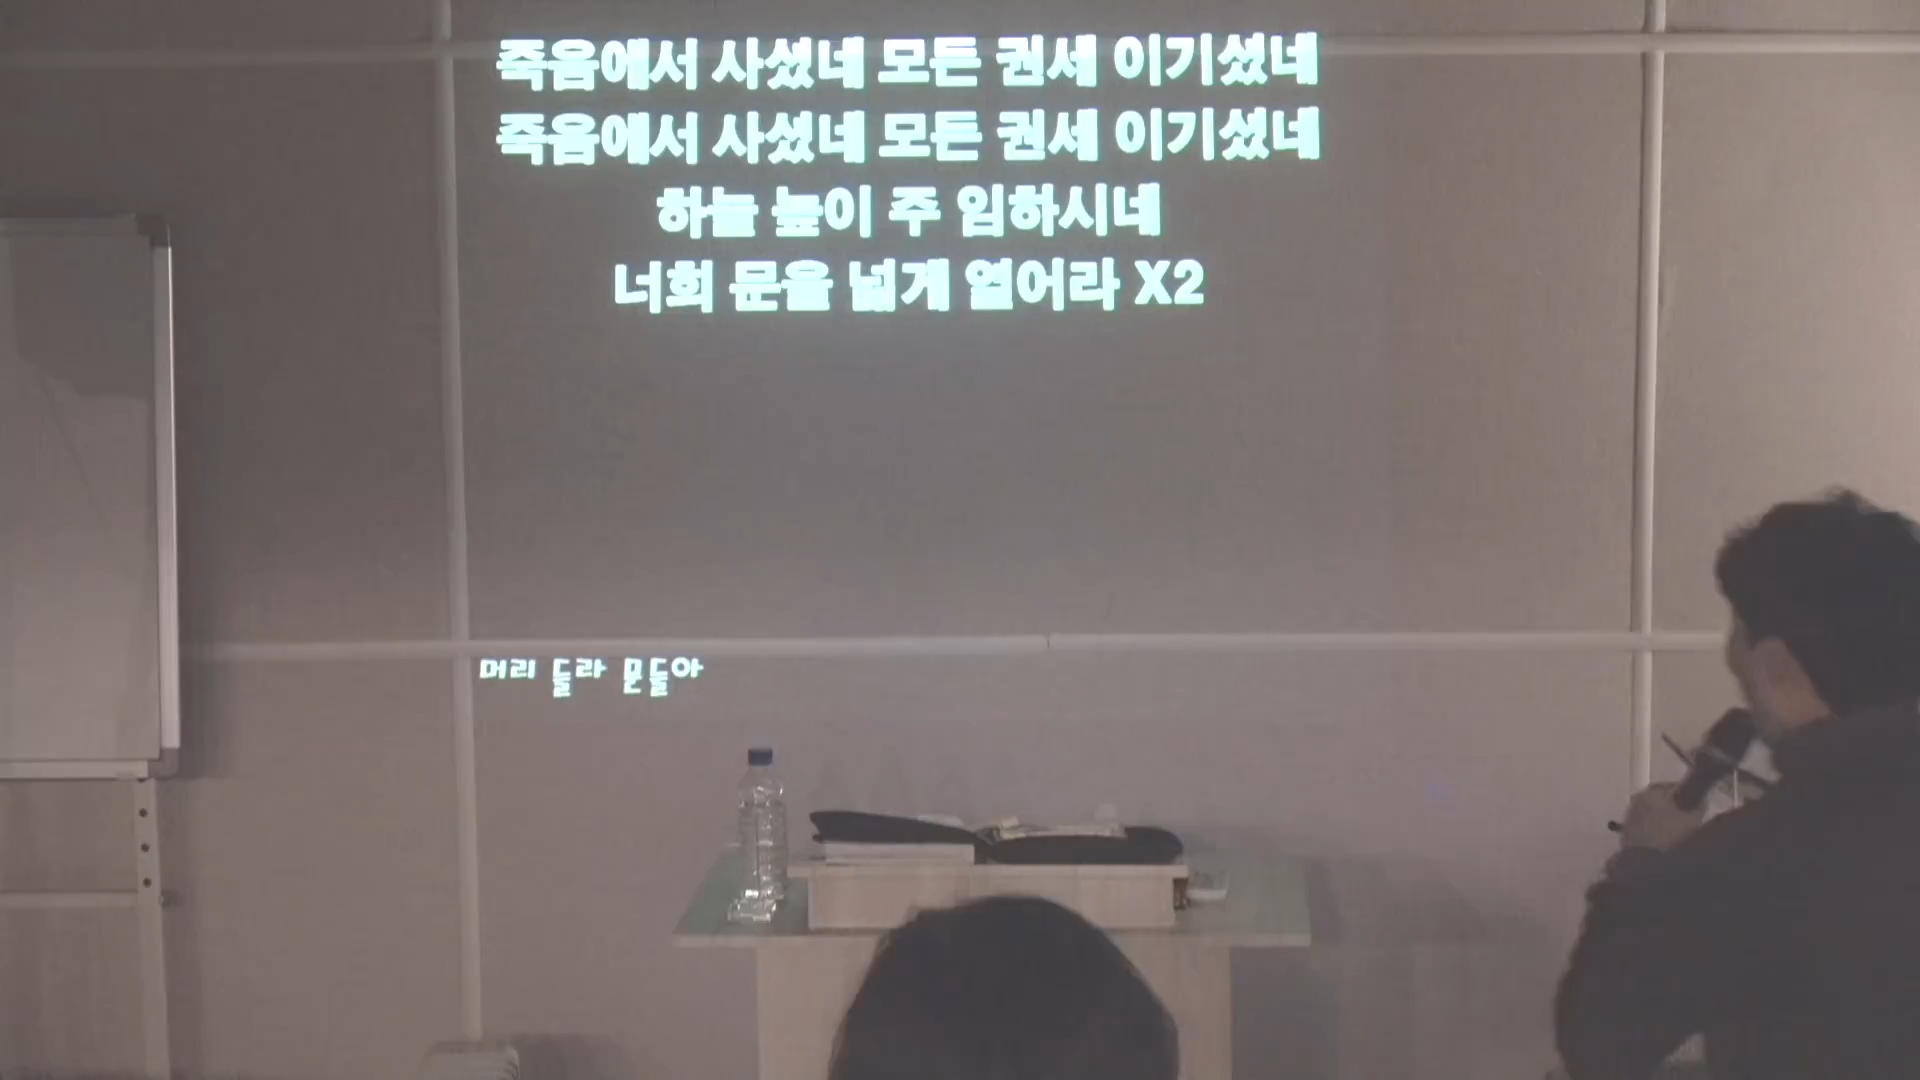 죽음에서 사셨네 모든 권세 이기셨네
죽음에서 사셨네 모든 권세 이기셨네
하늘 높이 주 임하시네
너희 문을 넓게 열어라 X2
머리 들라 문들아